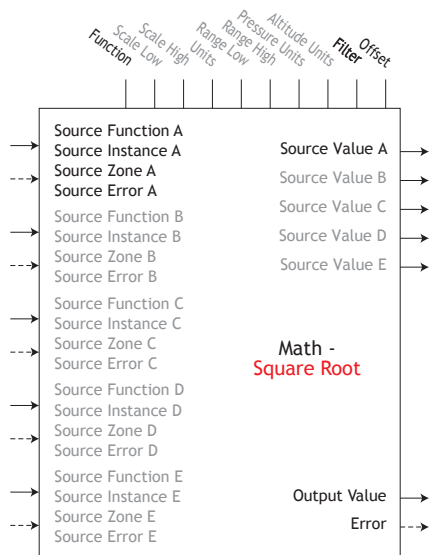 Function
Scale Low
Scale High
Units
Range Low
Range High
Pressure Units
Altitude Units
Filter
Offset
Source Function A
Source Instance A
Source Zone A
Source Error A
Source Function B
Source Instance B
Source Zone B
Source Error B
Source Function C
Source Instance C
Source Zone C
Source Error C
Source Function D
Source Instance D
Source Zone D
Source Error D
Source Function E
Source Instance E
Source Zone E
Source Error E
Source Value A
Source Value B
Source Value C
Source Value D
Source Value E
Math -
Square Root
Output Value
Error